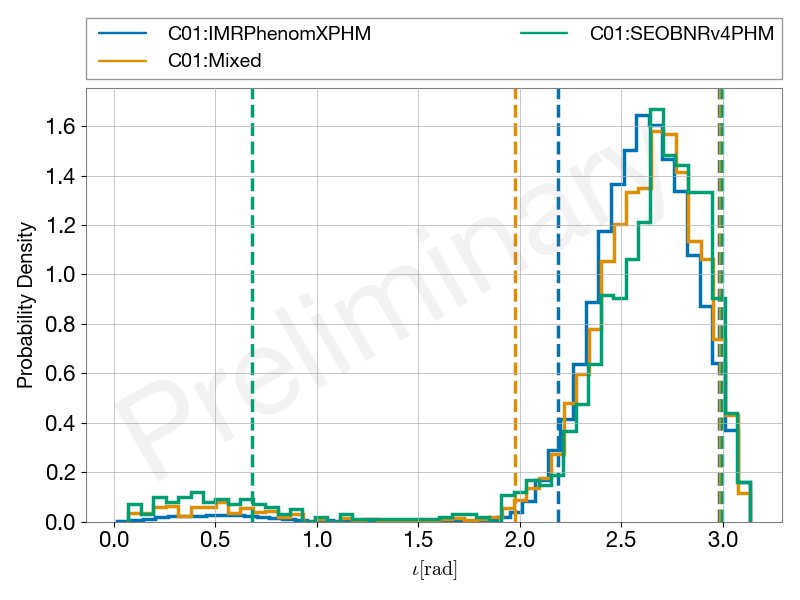 C01:IMRPhenomXPHM
C01:SEOBNRv4PHM
C01:Mixed
Preliminary
Probability Density
1.6
1.4
1.2
1.0
0.8
0.6
0.4
0.2
0.0
0.0 0.5 1.0 1.5 2.0 2.5 3.0
ι[rad]